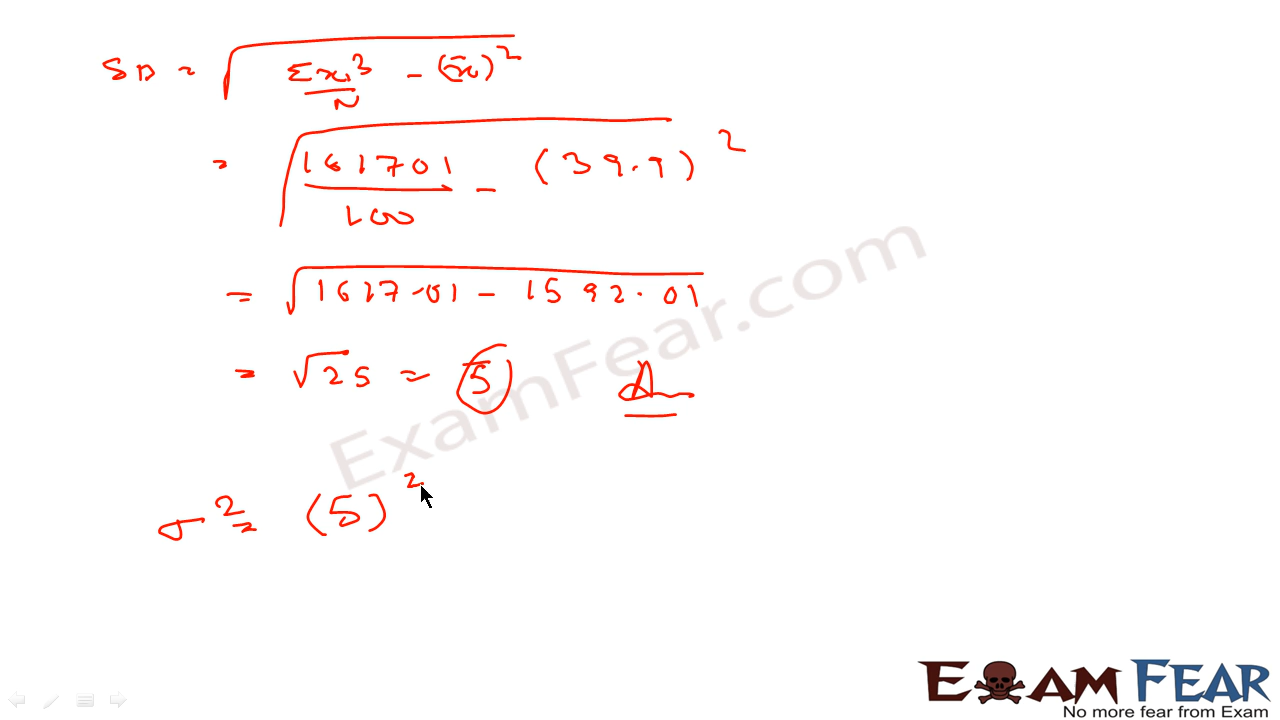 SD = √ Σxi² / N - (x̄)²
= √ 161701 / 100 - (39.9)²
= √ 1617.01 - 1592.01
= √25 = 5 Ans
σ² = (5)²
ExamFear.com
EXAM FEAR
No more fear from Exam